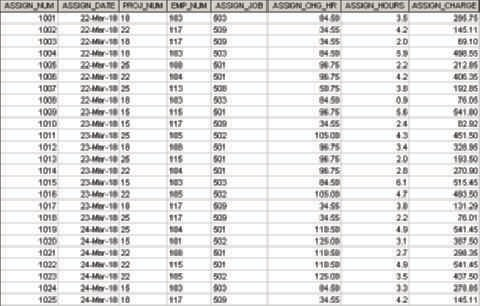 ASSIGN_NUM ASSIGN_DATE PROJ_NUM EMP_NUM ASSIGN_JOB ASSIGN_CHG_HR ASSIGN_HOURS ASSIGN_CHARGE
1001 22-Mar-18 18 103 503 84.50 3.5 295.75
1002 22-Mar-18 22 117 509 34.55 4.2 145.11
1003 22-Mar-18 18 117 509 34.55 2.0 69.10
1004 22-Mar-18 18 103 503 84.50 5.9 498.55
1005 22-Mar-18 25 108 501 96.75 2.2 212.85
1006 22-Mar-18 22 104 501 96.75 4.2 406.35
1007 22-Mar-18 25 113 508 50.75 3.8 192.85
1008 22-Mar-18 18 103 503 84.50 0.9 76.05
1009 23-Mar-18 15 115 501 96.75 5.6 541.80
1010 23-Mar-18 15 117 509 34.55 2.4 82.92
1011 23-Mar-18 25 105 502 105.00 4.3 451.50
1012 23-Mar-18 18 108 501 96.75 3.4 328.95
1013 23-Mar-18 25 115 501 96.75 2.0 193.50
1014 23-Mar-18 22 104 501 96.75 2.8 270.90
1015 23-Mar-18 15 103 503 84.50 6.1 515.45
1016 23-Mar-18 22 105 502 105.00 4.7 493.50
1017 23-Mar-18 18 117 509 34.55 3.8 131.29
1018 23-Mar-18 25 117 509 34.55 2.2 76.01
1019 24-Mar-18 25 104 501 110.50 4.9 541.45
1020 24-Mar-18 15 101 502 125.00 3.1 387.50
1021 24-Mar-18 22 108 501 110.50 2.7 298.35
1022 24-Mar-18 22 115 501 110.50 4.9 541.45
1023 24-Mar-18 22 105 502 125.00 3.5 437.50
1024 24-Mar-18 15 103 503 84.50 3.3 278.85
1025 24-Mar-18 18 117 509 34.55 4.2 145.11